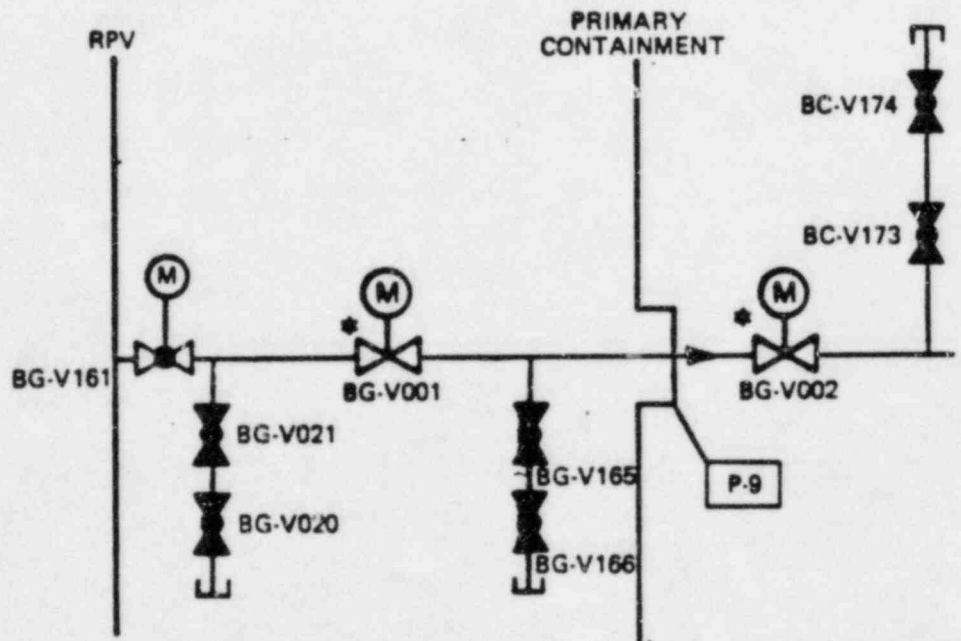 RPV
PRIMARY
CONTAINMENT
BC-V174
BC-V173
M
M
*
M
*
BG-V161
BG-V001
BG-V002
BG-V021
BG-V165
P-9
BG-V020
BG-V166